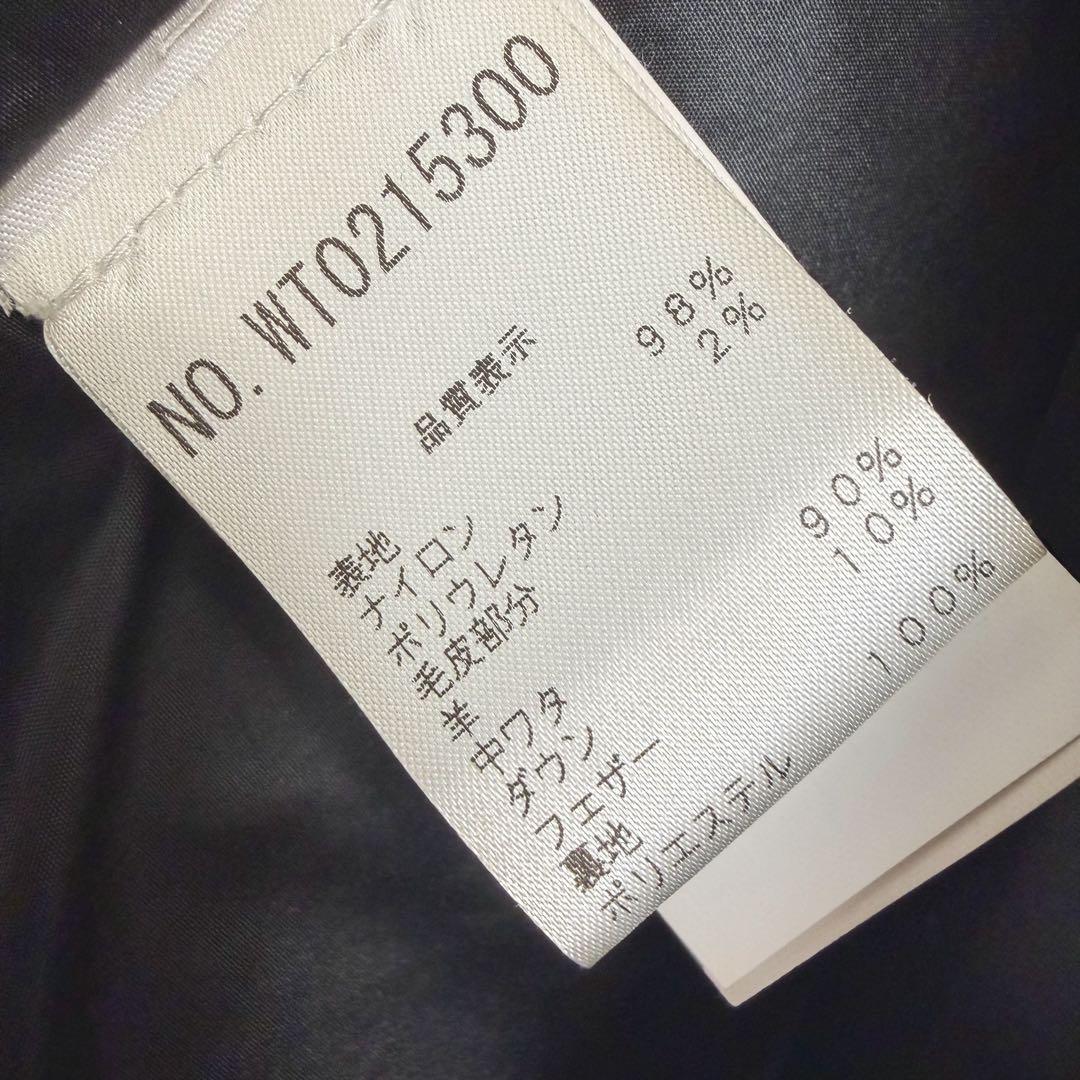 NO. WT0215300
品質表示
表地
ナイロン 98%
ポリウレタン 2%
毛皮部分
羊
中ワタ
ダウン 90%
フエザー 10%
裏地
ポリエステル 100%